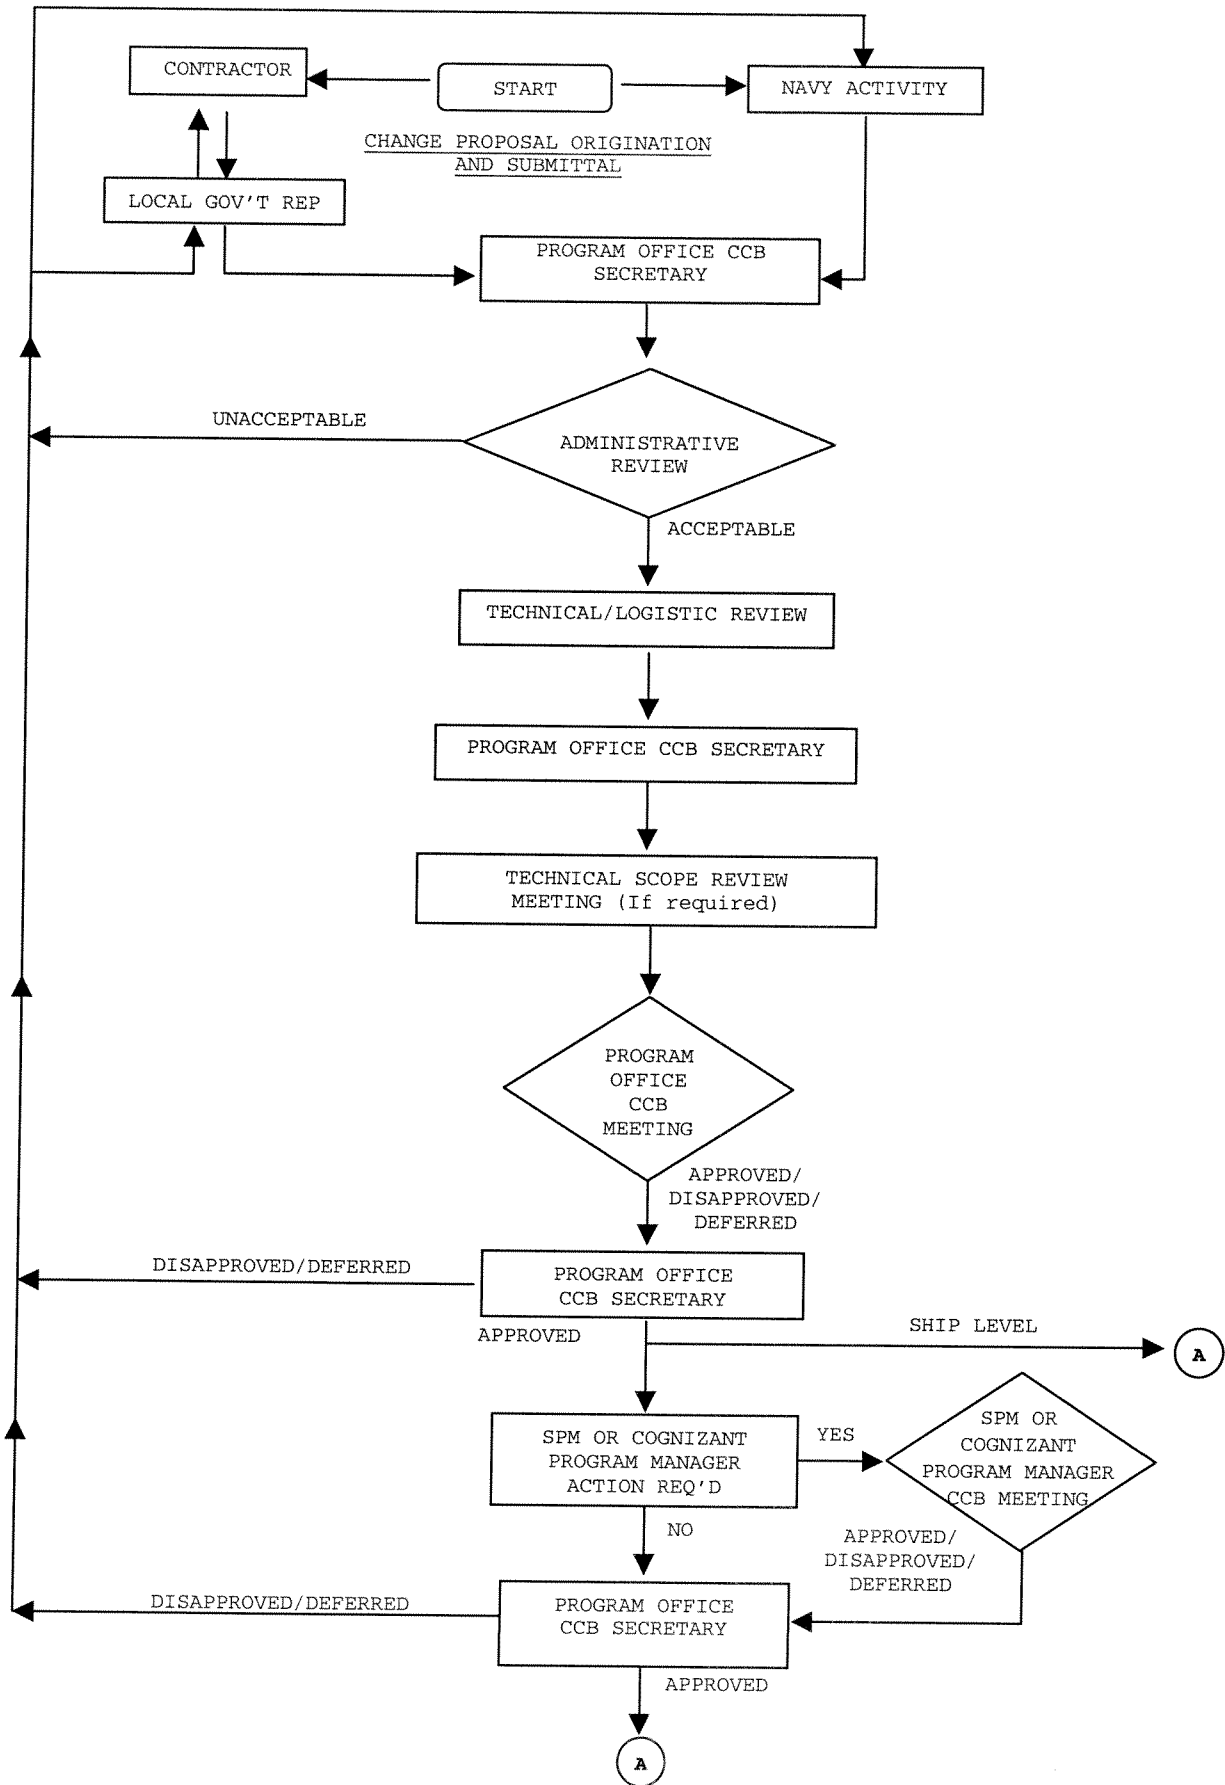 CONTRACTOR
START
NAVY ACTIVITY
CHANGE PROPOSAL ORIGINATION
AND SUBMITTAL
LOCAL GOV'T REP
PROGRAM OFFICE CCB
SECRETARY
UNACCEPTABLE
ADMINISTRATIVE
REVIEW
ACCEPTABLE
TECHNICAL/LOGISTIC REVIEW
PROGRAM OFFICE CCB SECRETARY
TECHNICAL SCOPE REVIEW
MEETING (If required)
PROGRAM
OFFICE
CCB
MEETING
APPROVED/
DISAPPROVED/
DEFERRED
DISAPPROVED/DEFERRED
PROGRAM OFFICE
CCB SECRETARY
APPROVED
SHIP LEVEL
A
SPM OR COGNIZANT
PROGRAM MANAGER
ACTION REQ'D
YES
SPM OR
COGNIZANT
PROGRAM MANAGER
CCB MEETING
NO
APPROVED/
DISAPPROVED/
DEFERRED
DISAPPROVED/DEFERRED
PROGRAM OFFICE
CCB SECRETARY
APPROVED
A